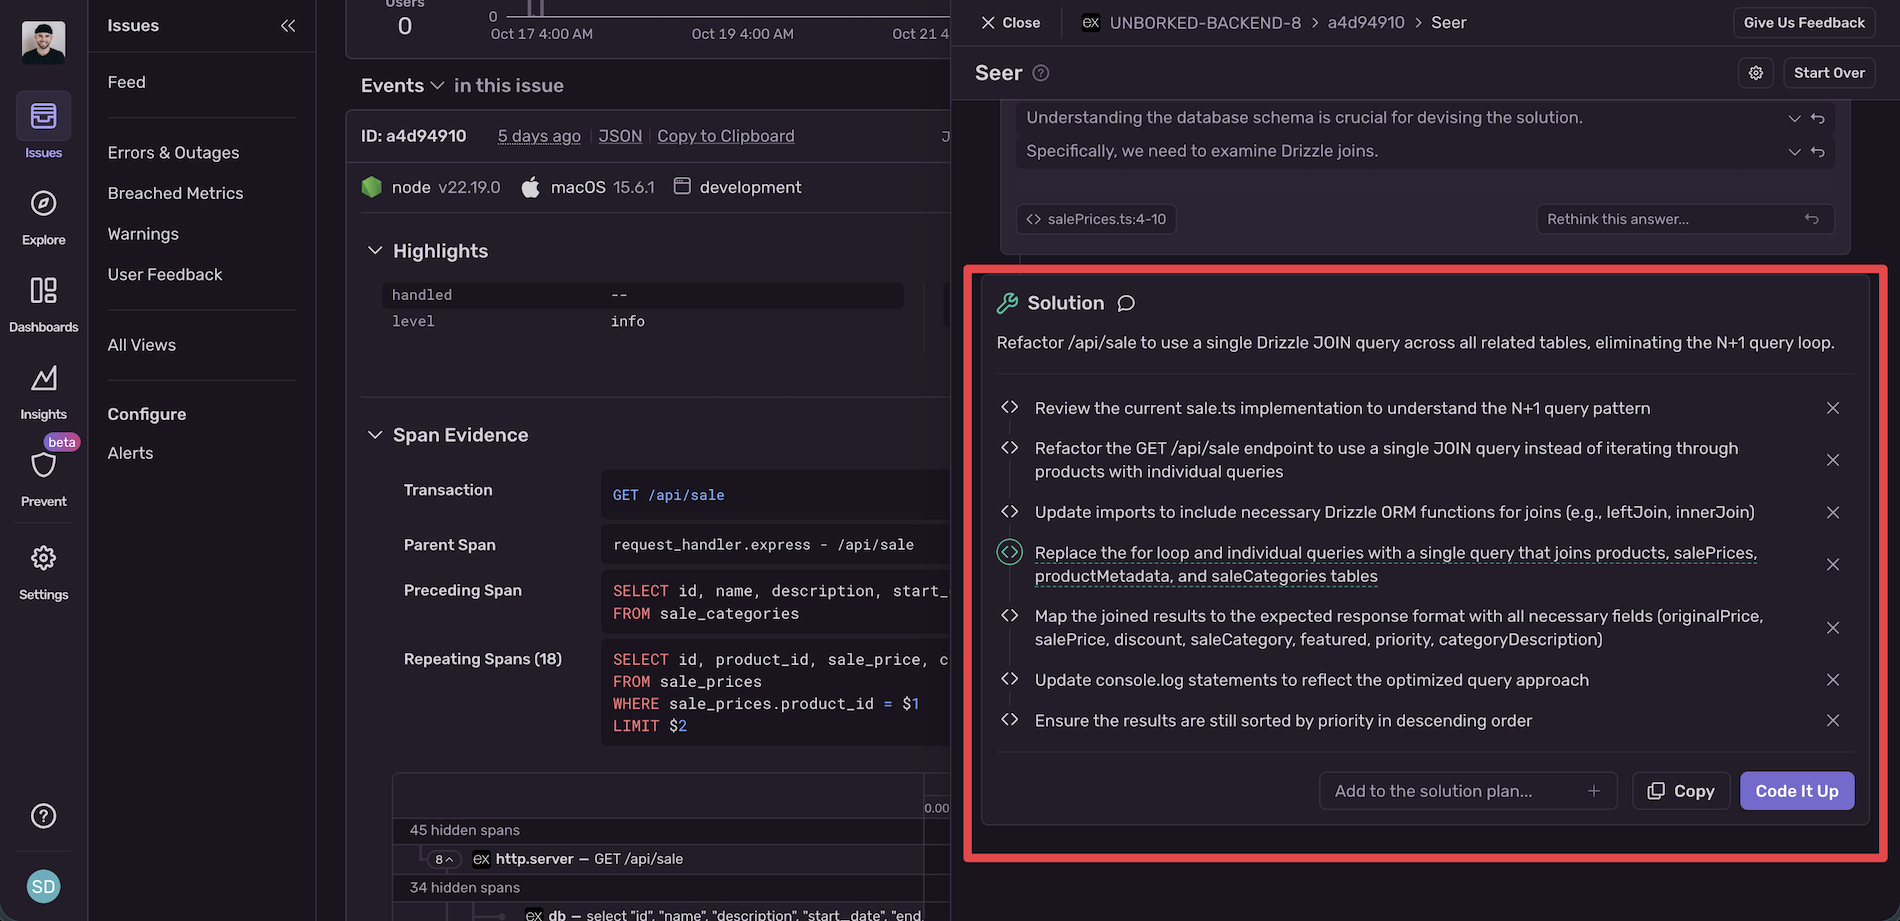 Issues
Explore
Dashboards
Insights
beta
Prevent
Settings
SD
Issues
Feed
Errors & Outages
Breached Metrics
Warnings
User Feedback
All Views
Configure
Alerts
Users
0
0
Oct 17 4:00 AM
Oct 19 4:00 AM
Oct 21 4
Events in this issue
ID: a4d94910
5 days ago
JSON
Copy to Clipboard
J
node v22.19.0
macOS 15.6.1
development
Highlights
handled --
level info
Span Evidence
Transaction
GET /api/sale
Parent Span
request_handler.express - /api/sale
Preceding Span
SELECT id, name, description, start_
FROM sale_categories
Repeating Spans (18)
SELECT id, product_id, sale_price, c
FROM sale_prices
WHERE sale_prices.product_id = $1
LIMIT $2
0.00
45 hidden spans
8 ex http.server — GET /api/sale
34 hidden spans
ex db — select "id", "name", "description", "start_date", "end
Close
ex UNBORKED-BACKEND-8 > a4d94910 > Seer
Give Us Feedback
Seer ?
Start Over
Understanding the database schema is crucial for devising the solution.
Specifically, we need to examine Drizzle joins.
<> salePrices.ts:4-10
Rethink this answer...
Solution
Refactor /api/sale to use a single Drizzle JOIN query across all related tables, eliminating the N+1 query loop.
Review the current sale.ts implementation to understand the N+1 query pattern
Refactor the GET /api/sale endpoint to use a single JOIN query instead of iterating through
products with individual queries
Update imports to include necessary Drizzle ORM functions for joins (e.g., leftJoin, innerJoin)
Replace the for loop and individual queries with a single query that joins products, salePrices,
productMetadata, and saleCategories tables
Map the joined results to the expected response format with all necessary fields (originalPrice,
salePrice, discount, saleCategory, featured, priority, categoryDescription)
Update console.log statements to reflect the optimized query approach
Ensure the results are still sorted by priority in descending order
Add to the solution plan...
Copy
Code It Up